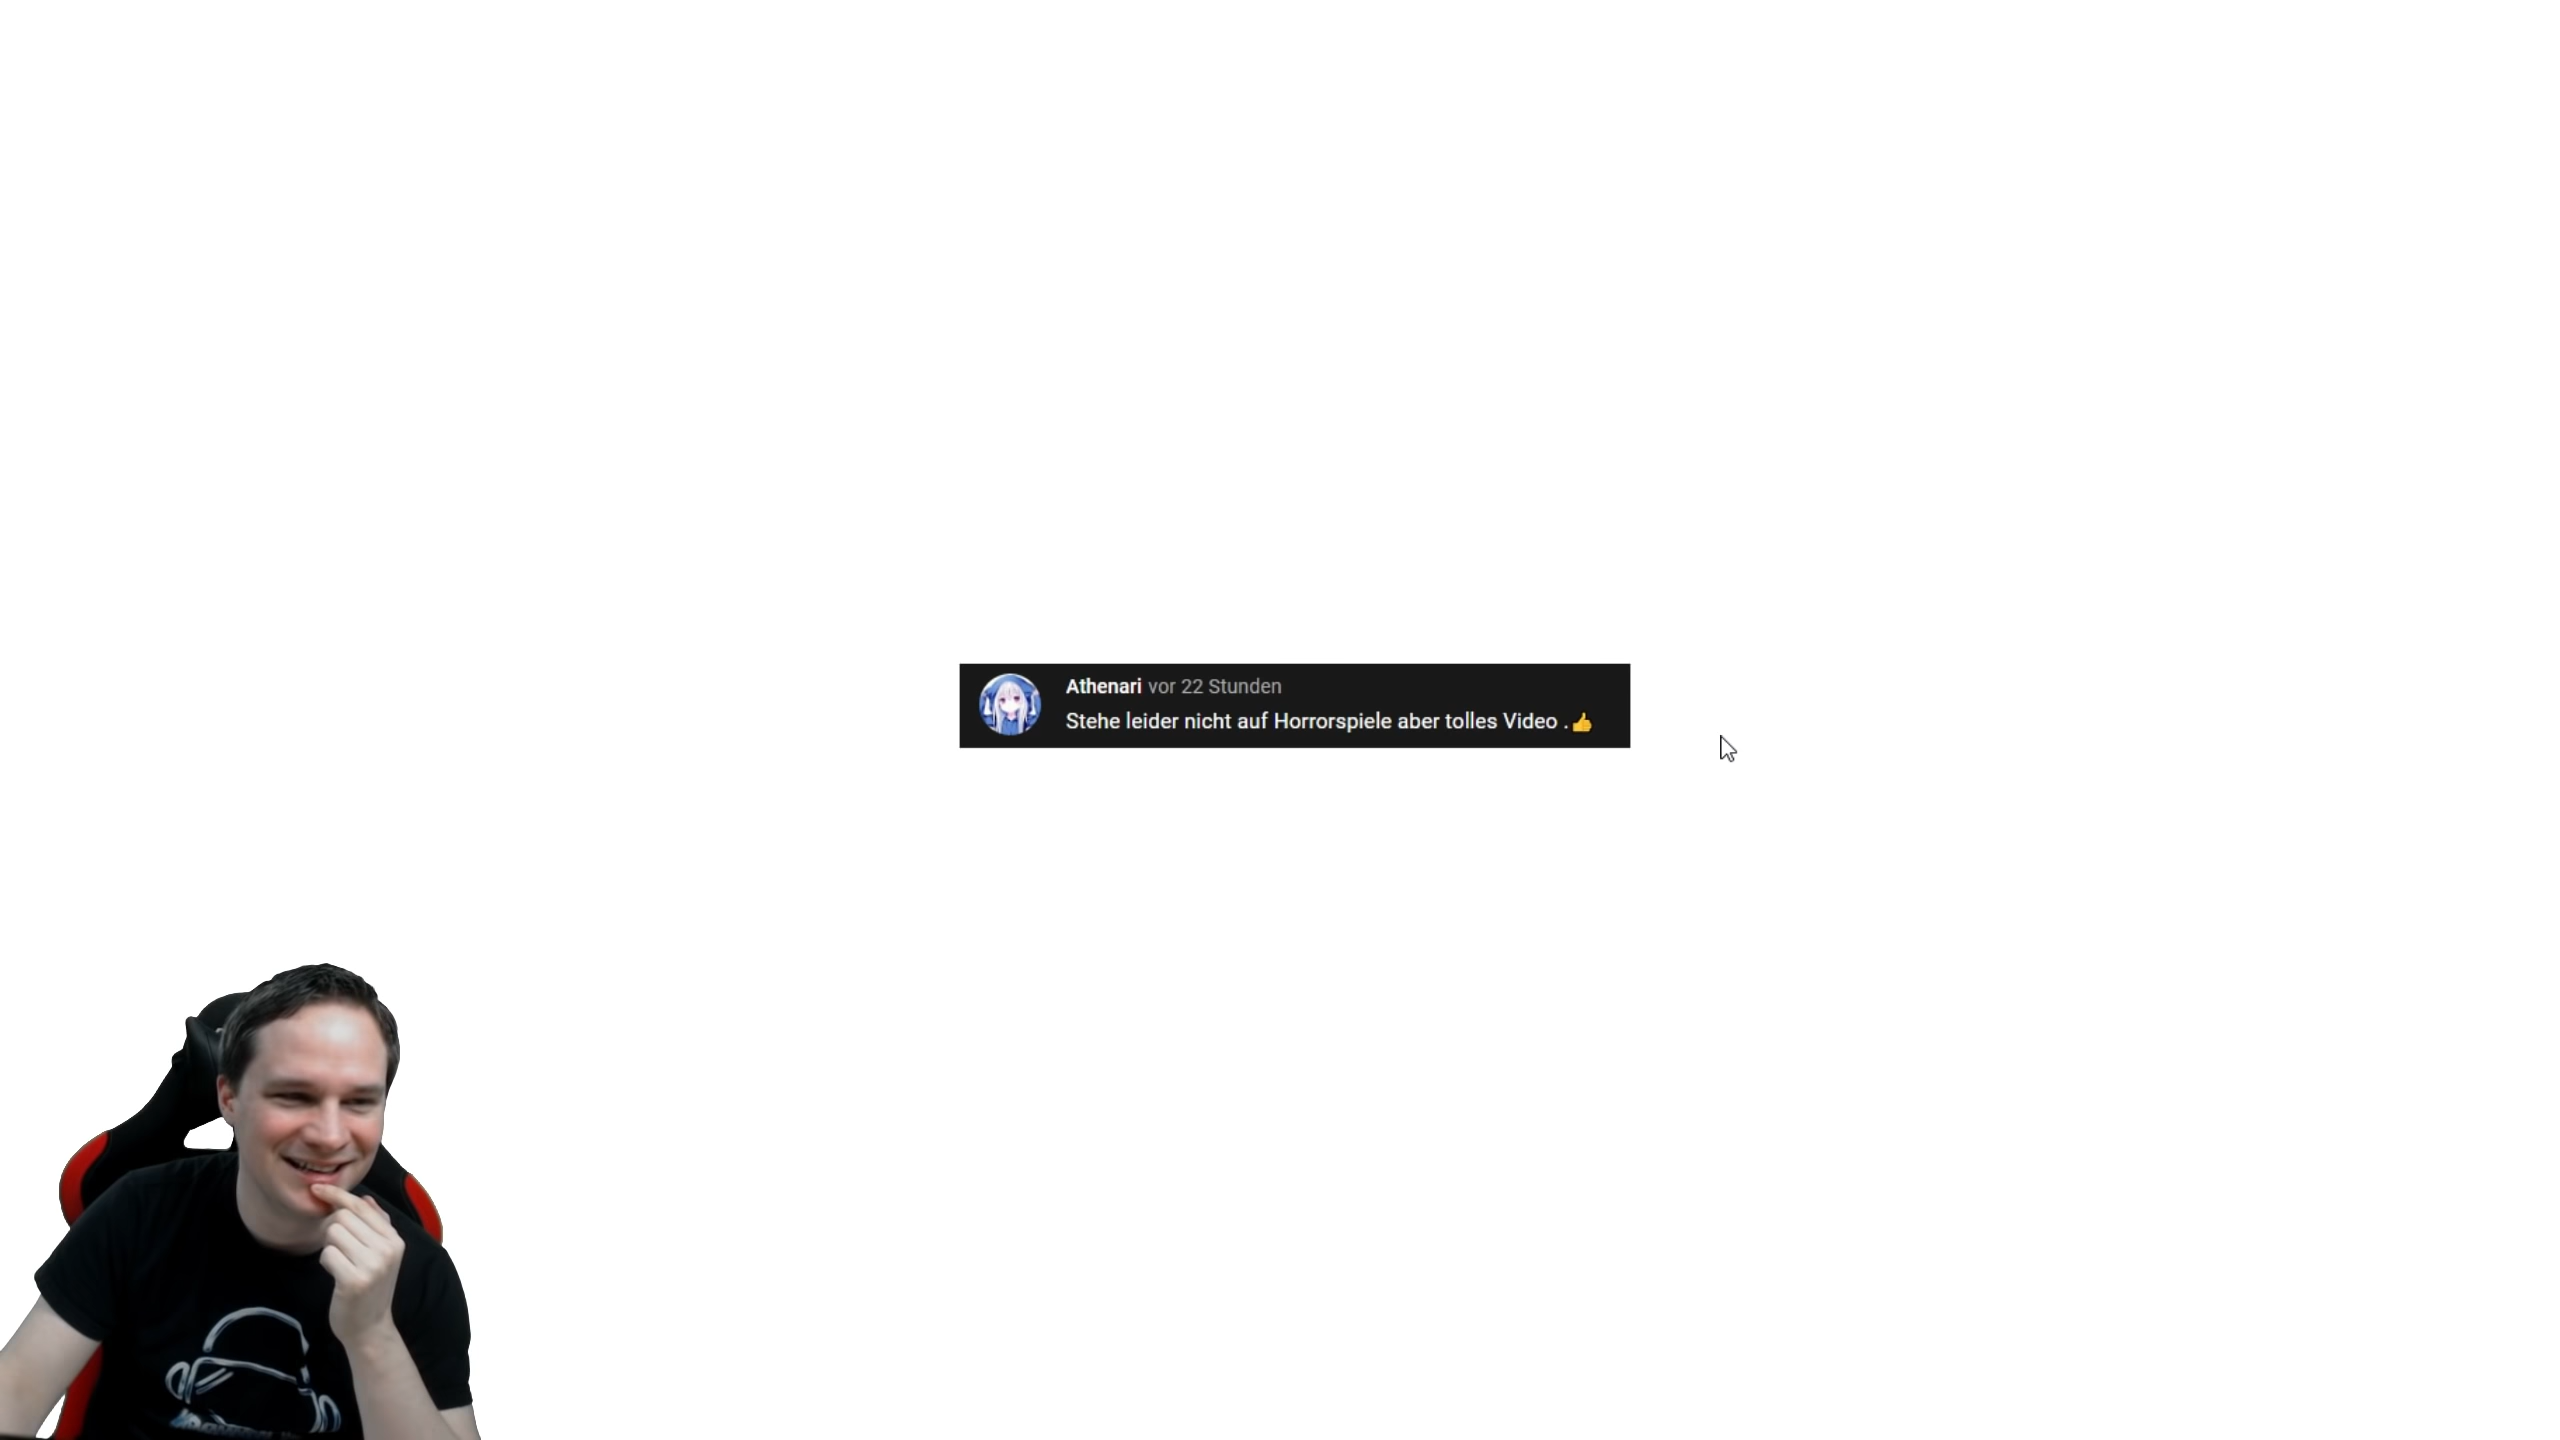 Athenari vor 22 Stunden
Stehe leider nicht auf Horrorspiele aber tolles Video .👍